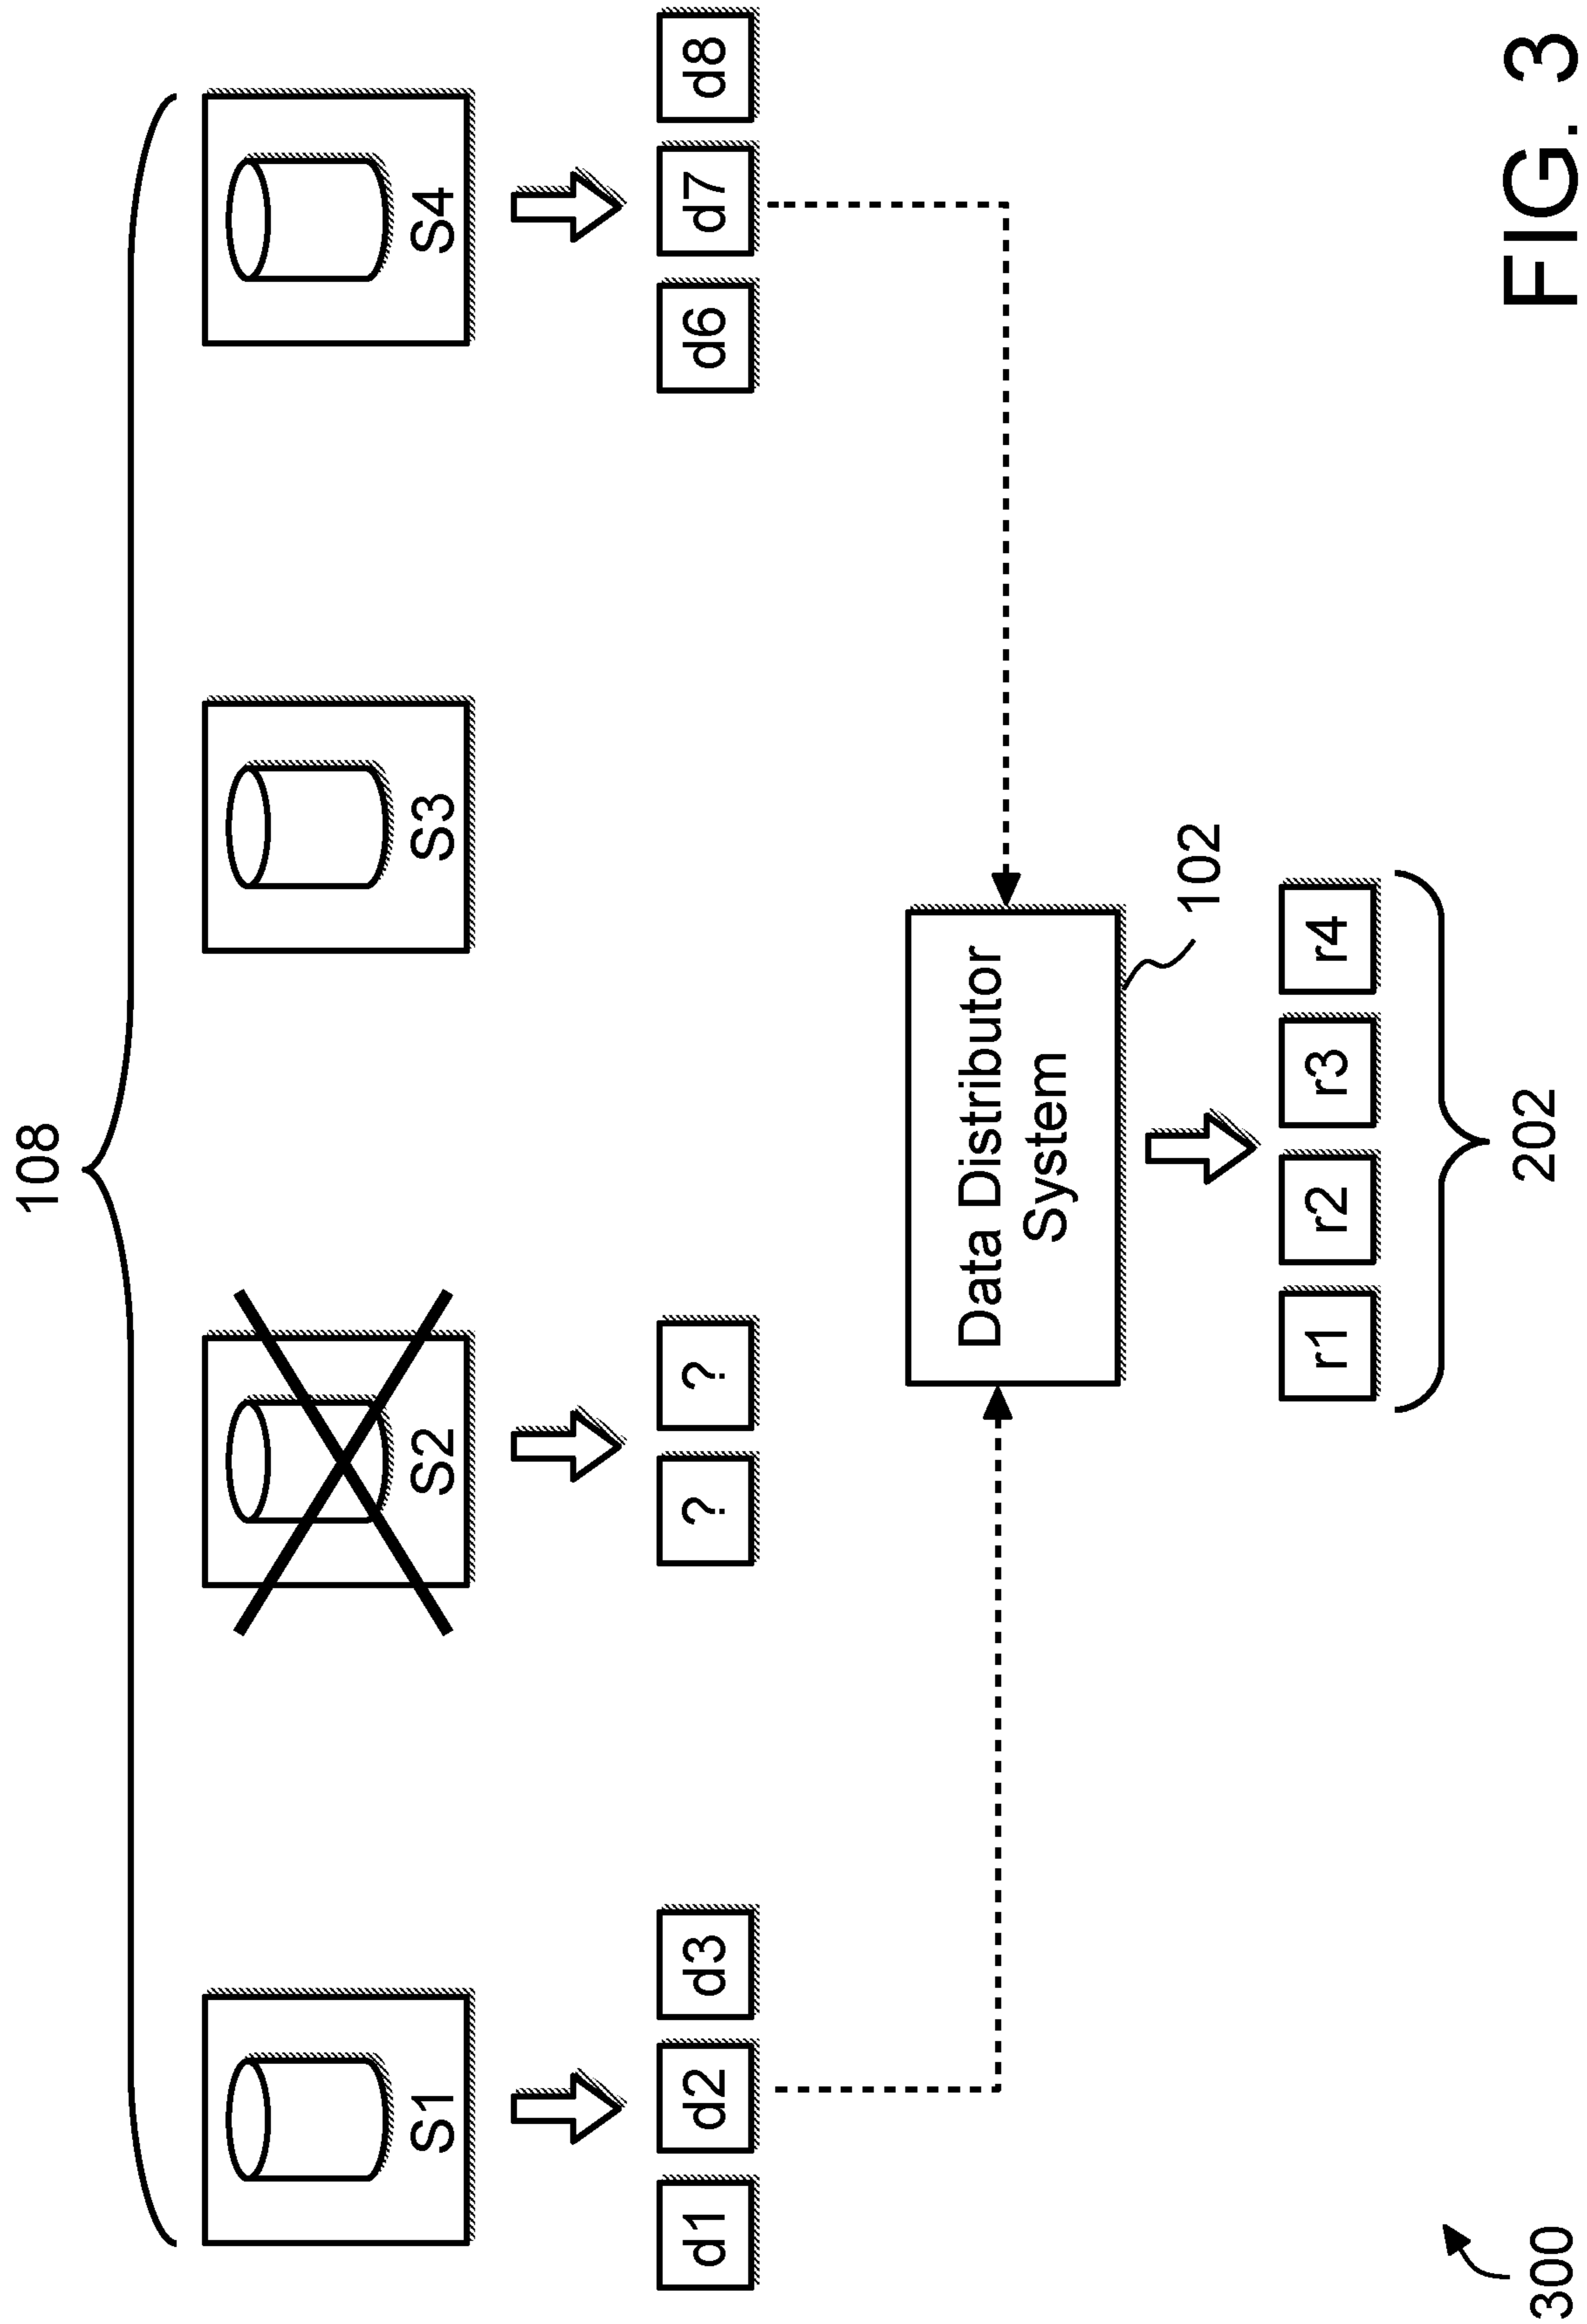 108
S1
S2
S3
S4
d1
d2
d3
?
?
d6
d7
d8
Data Distributor
System
102
r1
r2
r3
r4
202
300
FIG. 3